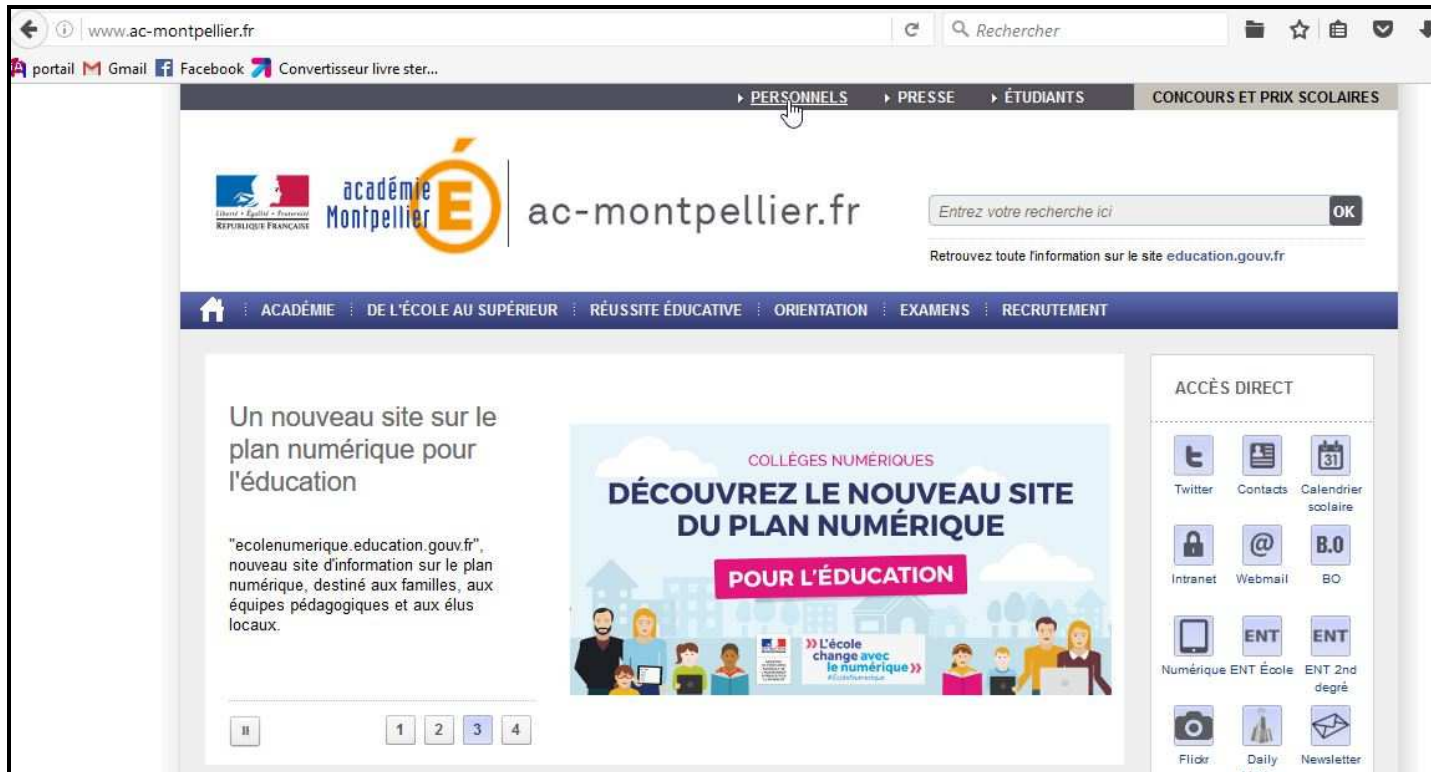 www.ac-montpellier.fr
Rechercher
portail Gmail Facebook Convertisseur livre ster...
PERSONNELS PRESSE ÉTUDIANTS CONCOURS ET PRIX SCOLAIRES
Liberté • Égalité • Fraternité
RÉPUBLIQUE FRANÇAISE
académie
Montpellier
É
ac-montpellier.fr
Entrez votre recherche ici
OK
Retrouvez toute l'information sur le site education.gouv.fr
ACADÉMIE DE L'ÉCOLE AU SUPÉRIEUR RÉUSSITE ÉDUCATIVE ORIENTATION EXAMENS RECRUTEMENT
Un nouveau site sur le
plan numérique pour
l'éducation
"ecolenumerique.education.gouv.fr",
nouveau site d'information sur le plan
numérique, destiné aux familles, aux
équipes pédagogiques et aux élus
locaux.
1 2 3 4
COLLÈGES NUMÉRIQUES
DÉCOUVREZ LE NOUVEAU SITE
DU PLAN NUMÉRIQUE
POUR L'ÉDUCATION
L'école
change avec
le numérique
#EcoleNumerique
ACCÈS DIRECT
31
Twitter Contacts Calendrier
scolaire
@ B.O
Intranet Webmail BO
ENT ENT
Numérique ENT École ENT 2nd
degré
Flickr Daily Newsletter